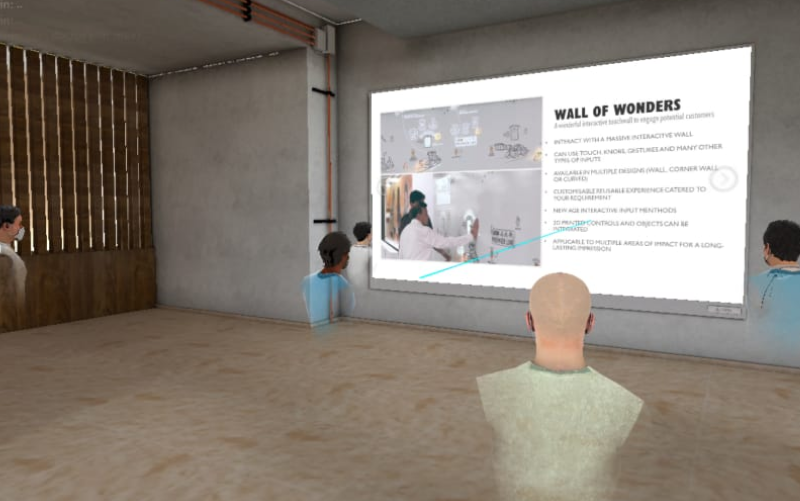 WALL OF WONDERS
A wonderful interactive touchwall to engage potential customers
• INTERACT WITH A MASSIVE INTERACTIVE WALL
• CAN USE TOUCH, KNOBS, GESTURES AND MANY OTHER
TYPES OF INPUTS
• AVAILABLE IN MULTIPLE DESIGNS (WALL, CORNER WALL
OR CURVED)
• CUSTOMISABLE REUSABLE EXPERIENCE CATERED TO
YOUR REQUIREMENT
• NEW AGE INTERACTIVE INPUT MENTHODS
• 3D PRINTED CONTROLS AND OBJECTS CAN BE
INTEGRATED
• APPLICABLE TO MULTIPLE AREAS OF IMPACT FOR A LONG-
LASTING IMPRESSION